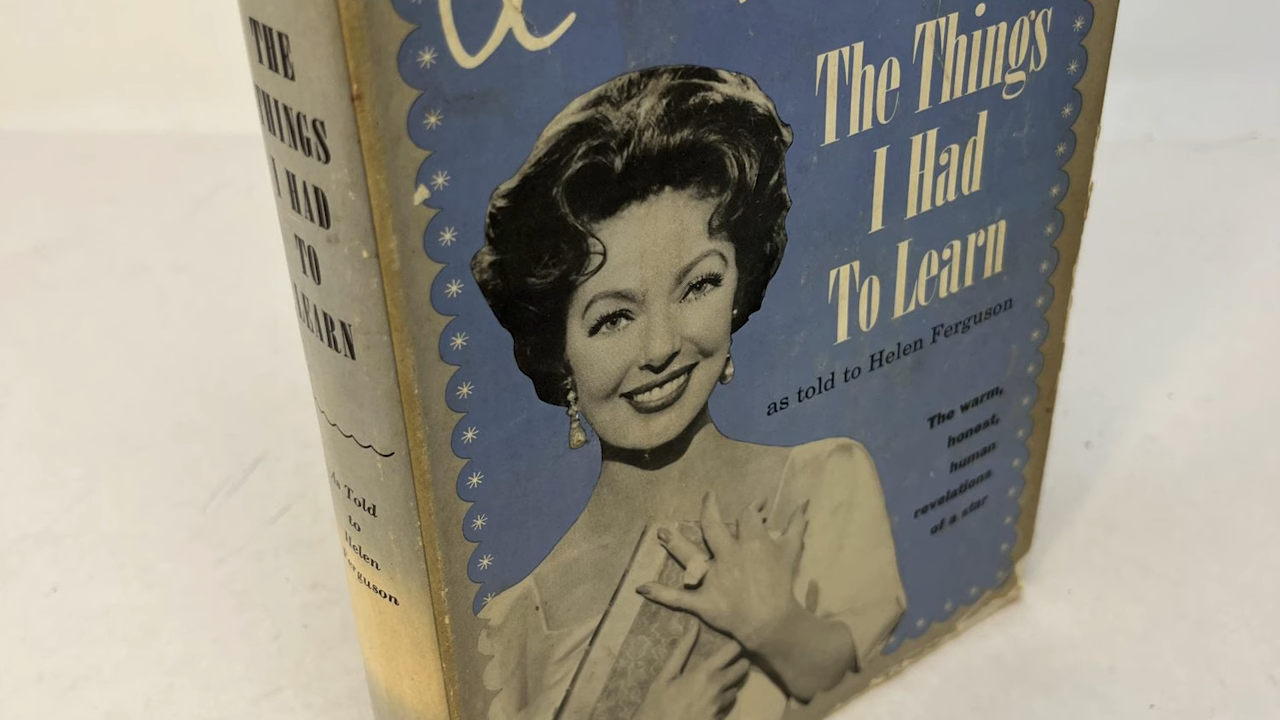 THE
THINGS
I HAD
TO
LEARN
As Told
to
Helen
Ferguson
The Things
I Had
To Learn
as told to Helen Ferguson
The warm,
honest,
human
revelations
of a star